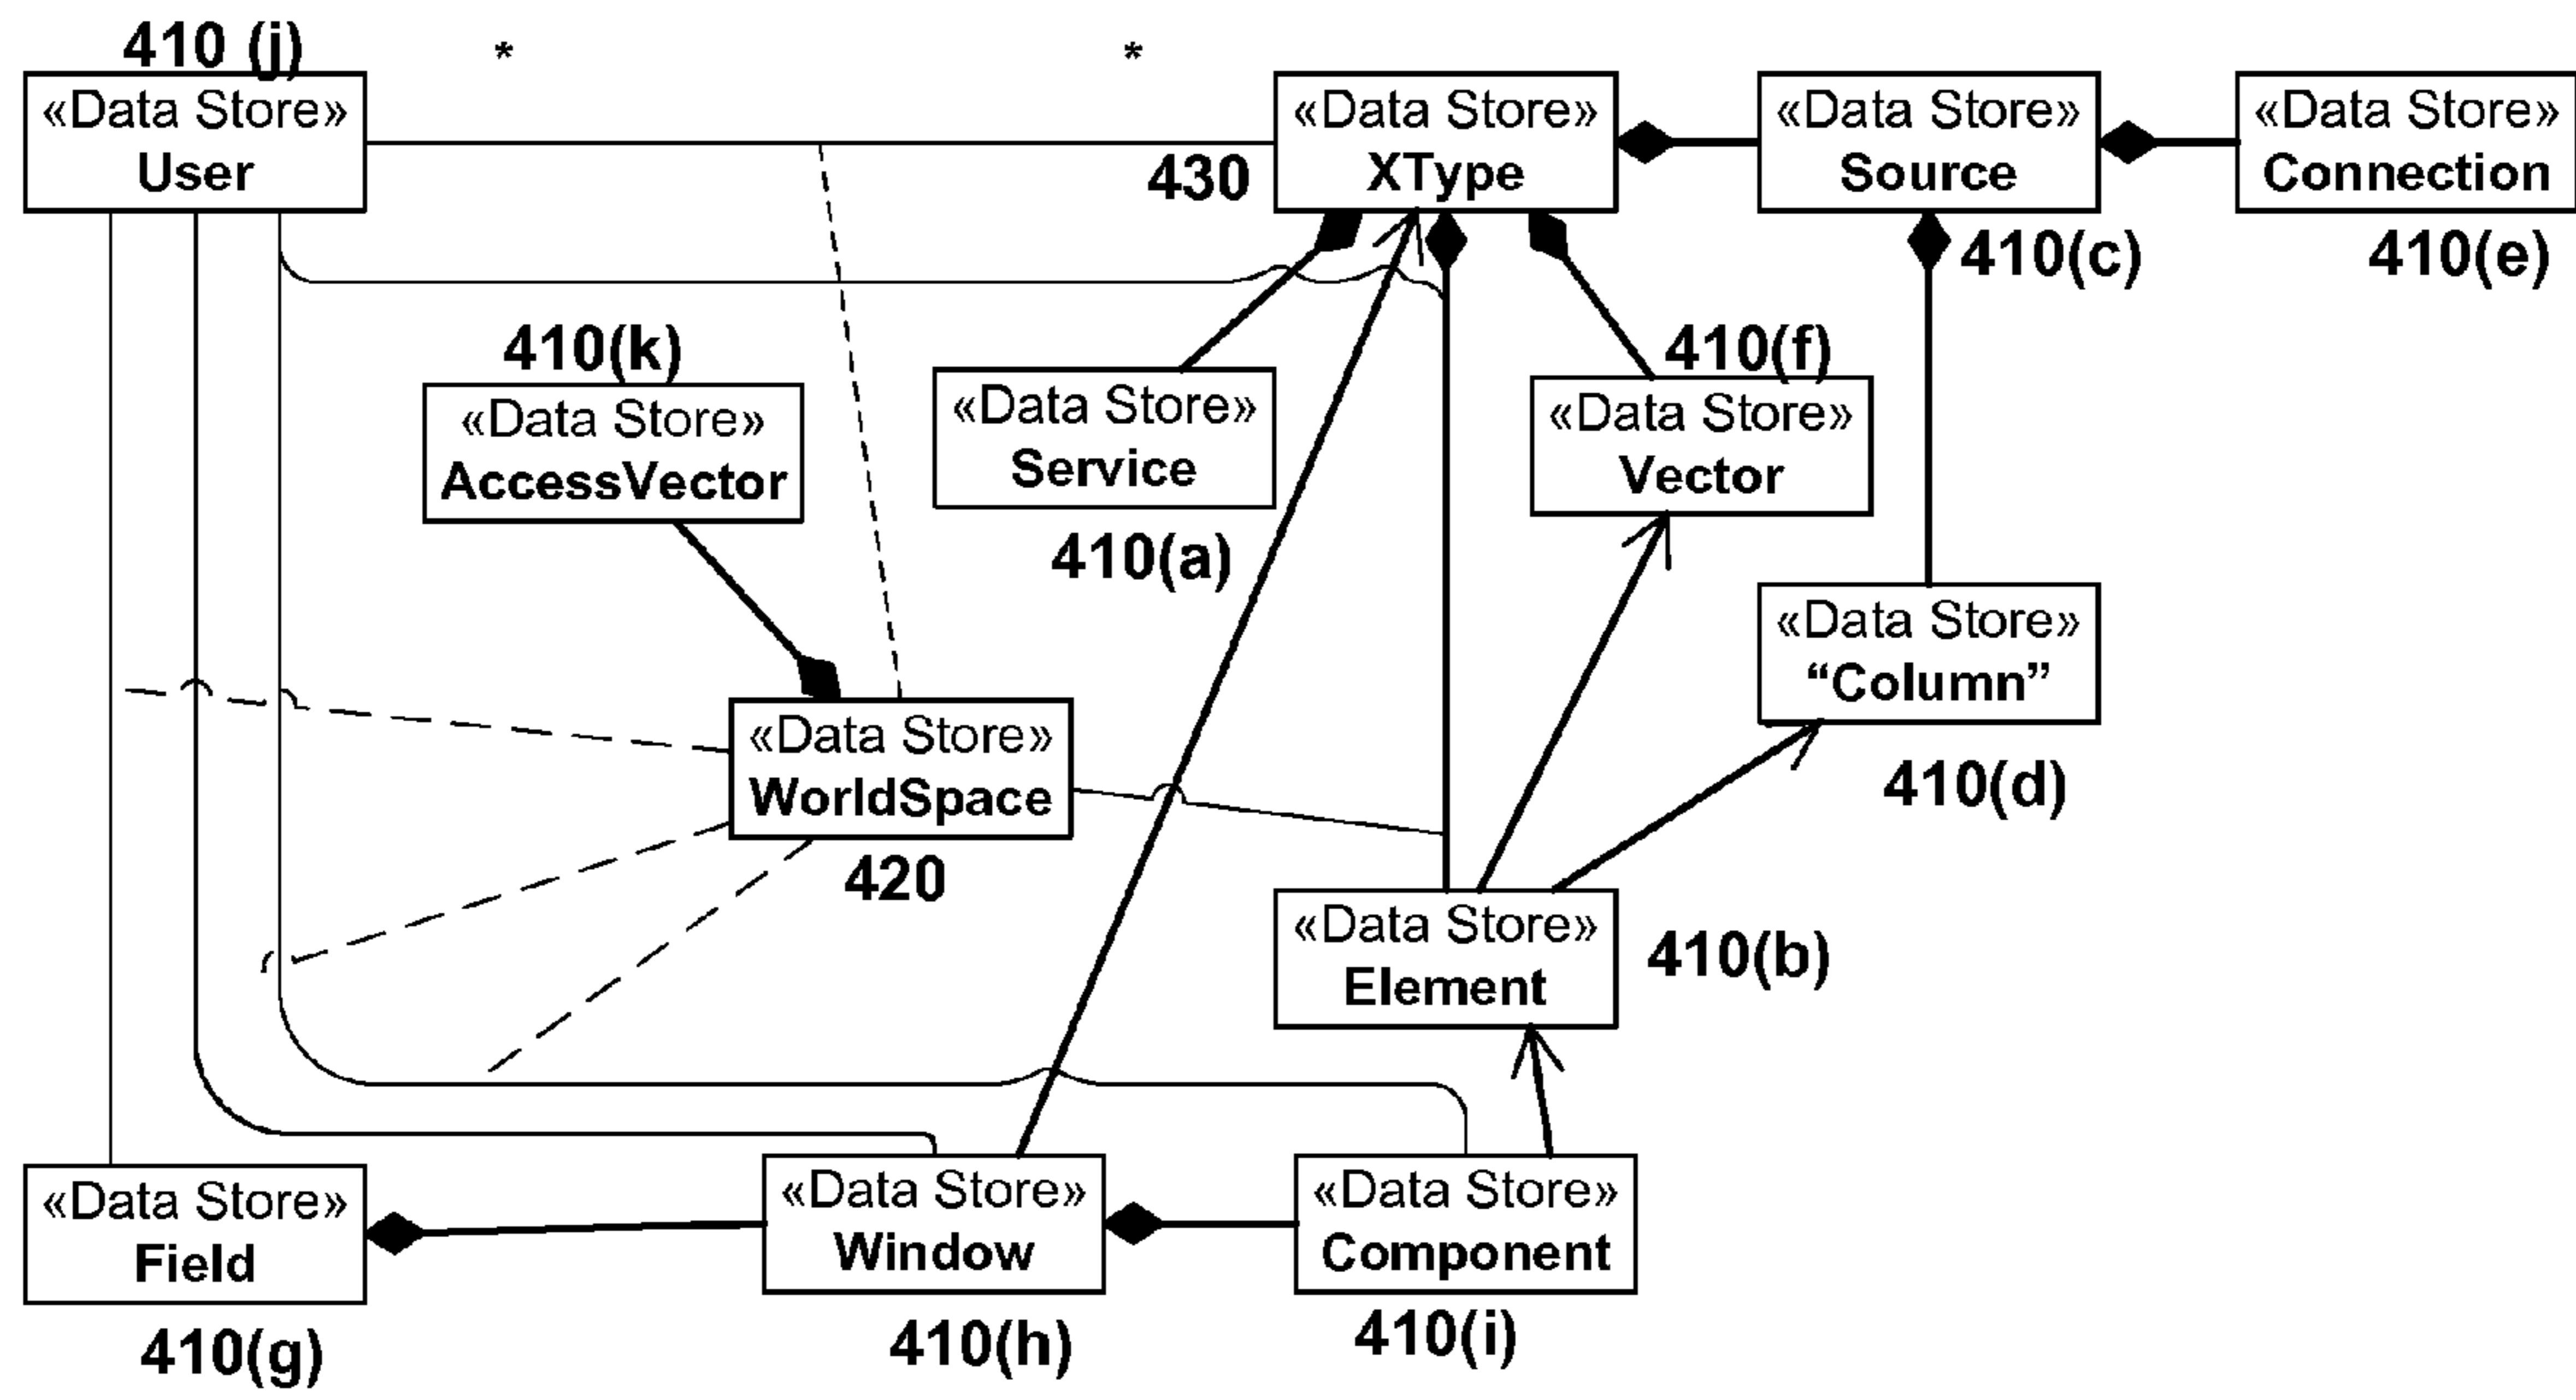 410 (j)
*
*
«Data Store»
User
430
«Data Store»
XType
«Data Store»
Source
410(c)
«Data Store»
Connection
410(e)
410(k)
«Data Store»
AccessVector
«Data Store»
Service
410(a)
410(f)
«Data Store»
Vector
«Data Store»
“Column”
410(d)
«Data Store»
WorldSpace
420
«Data Store»
Element
410(b)
«Data Store»
Field
410(g)
«Data Store»
Window
410(h)
«Data Store»
Component
410(i)